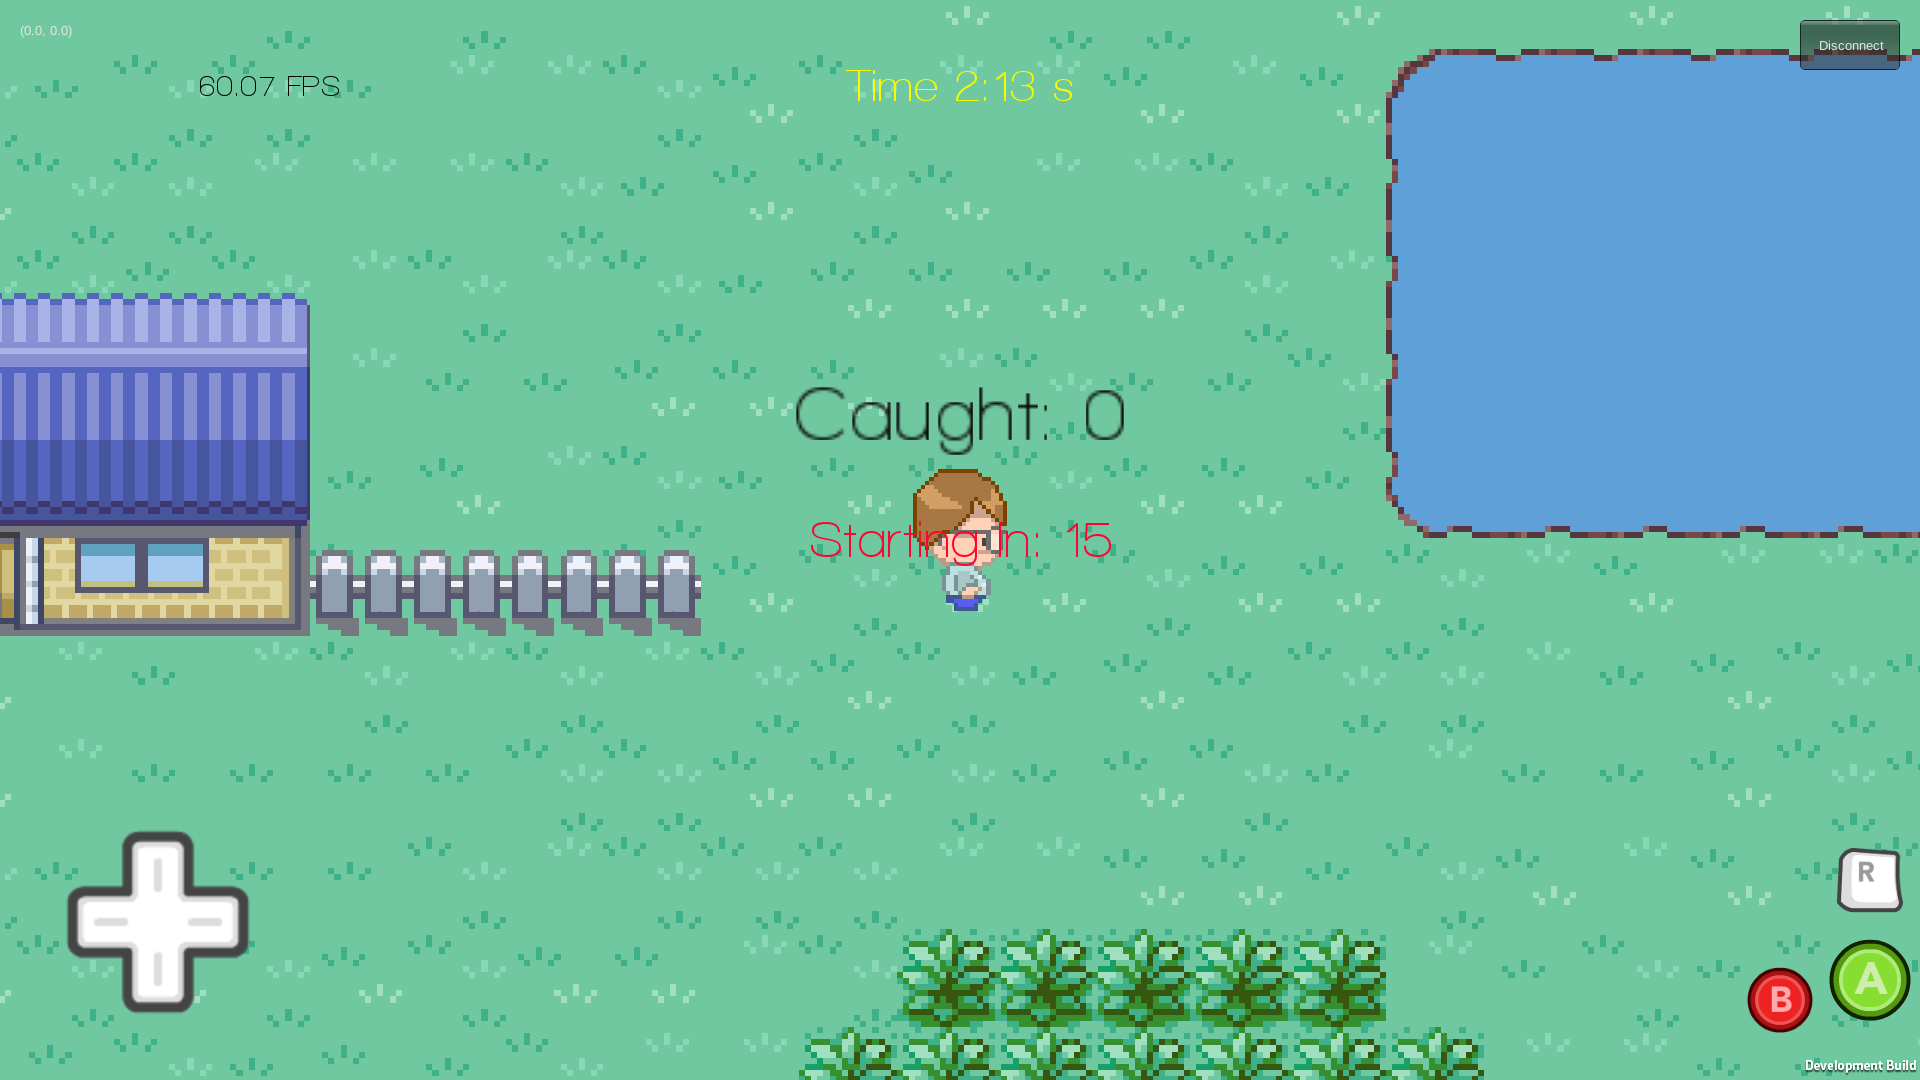 (0.0, 0.0)
Disconnect
60.07 FPS
Time 2:13 s
Caught: 0
Starting in: 15
R
A
B
Development Build